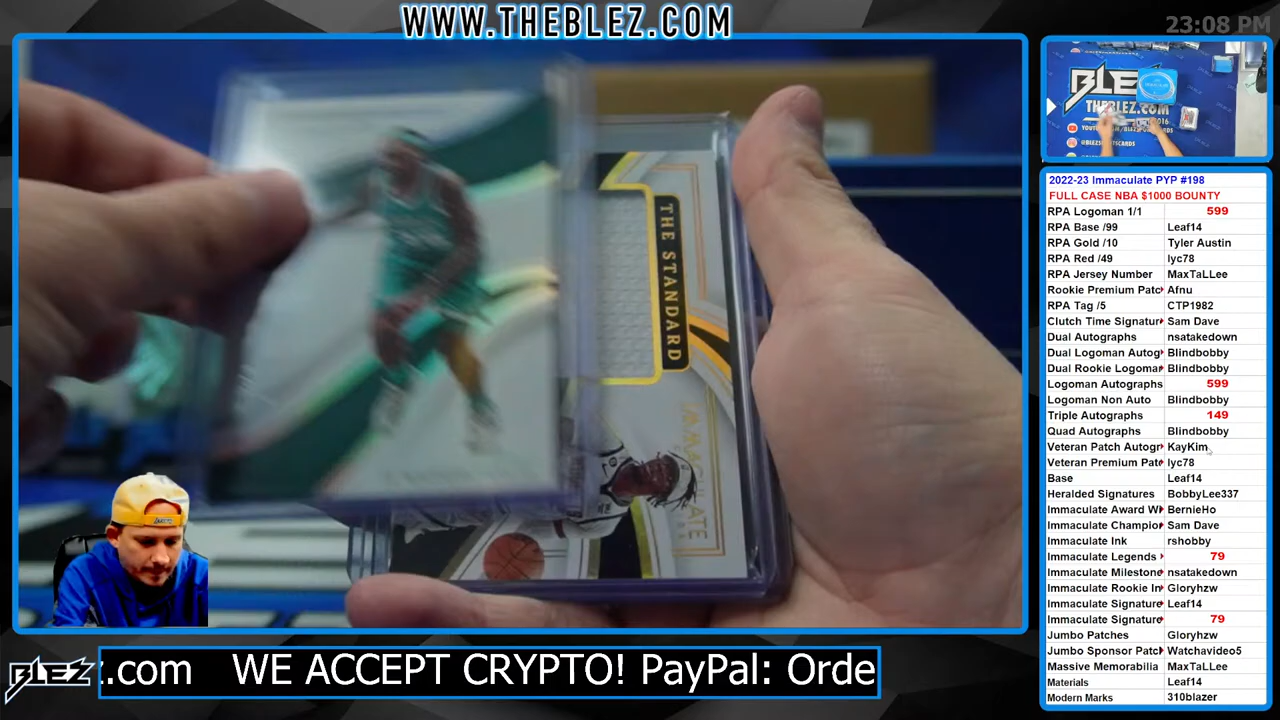 WWW.THEBLEZ.COM
23:08 PM
THE STANDARD
IMMACULATE
BLEZ
THEBLEZ.COM
2022-23 Immaculate PYP #198
FULL CASE NBA $1000 BOUNTY
RPA Logoman 1/1 599
RPA Base /99 Leaf14
RPA Gold /10 Tyler Austin
RPA Red /49 lyc78
RPA Jersey Number MaxTaLLee
Rookie Premium Patc Afnu
RPA Tag /5 CTP1982
Clutch Time Signatur Sam Dave
Dual Autographs nsatakedown
Dual Logoman Autog Blindbobby
Dual Rookie Logoma Blindbobby
Logoman Autographs 599
Logoman Non Auto Blindbobby
Triple Autographs 149
Quad Autographs Blindbobby
Veteran Patch Autogr KayKim
Veteran Premium Pat lyc78
Base Leaf14
Heralded Signatures BobbyLee337
Immaculate Award Wi BernieHo
Immaculate Champio Sam Dave
Immaculate Ink rshobby
Immaculate Legends 79
Immaculate Milestone nsatakedown
Immaculate Rookie In Gloryhzw
Immaculate Signature Leaf14
Immaculate Signature 79
Jumbo Patches Gloryhzw
Jumbo Sponsor Patcl Watchavideo5
Massive Memorabilia MaxTaLLee
Materials Leaf14
Modern Marks 310blazer
BLEZ
.com WE ACCEPT CRYPTO! PayPal: Orde